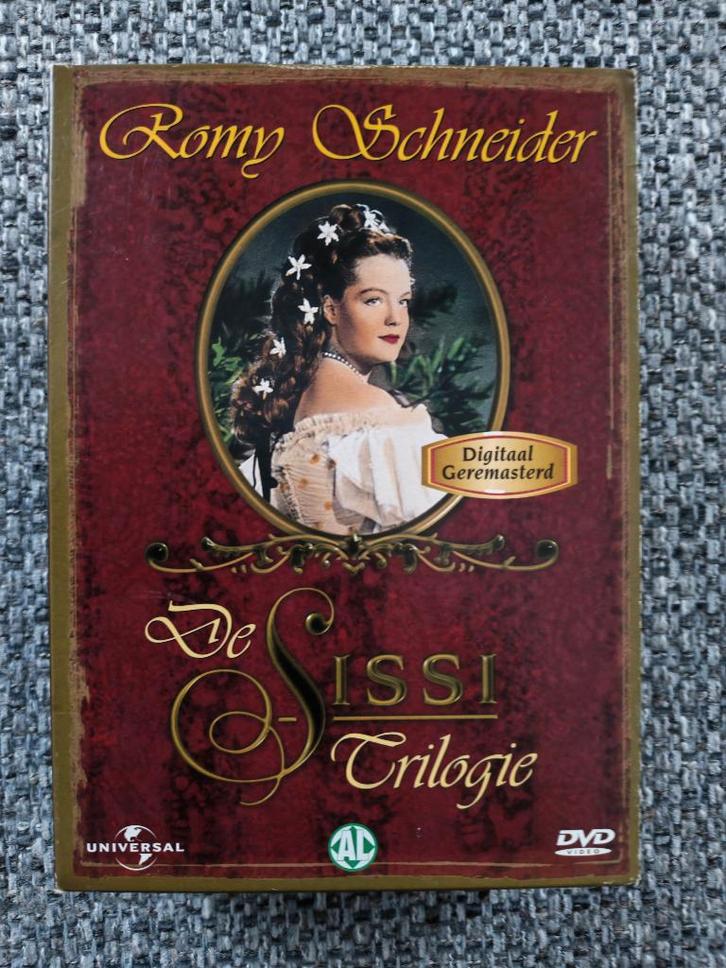 Romy Schneider
Digitaal
Geremasterd
De
SISSI
Trilogie
UNIVERSAL
AL
DVD
VIDEO